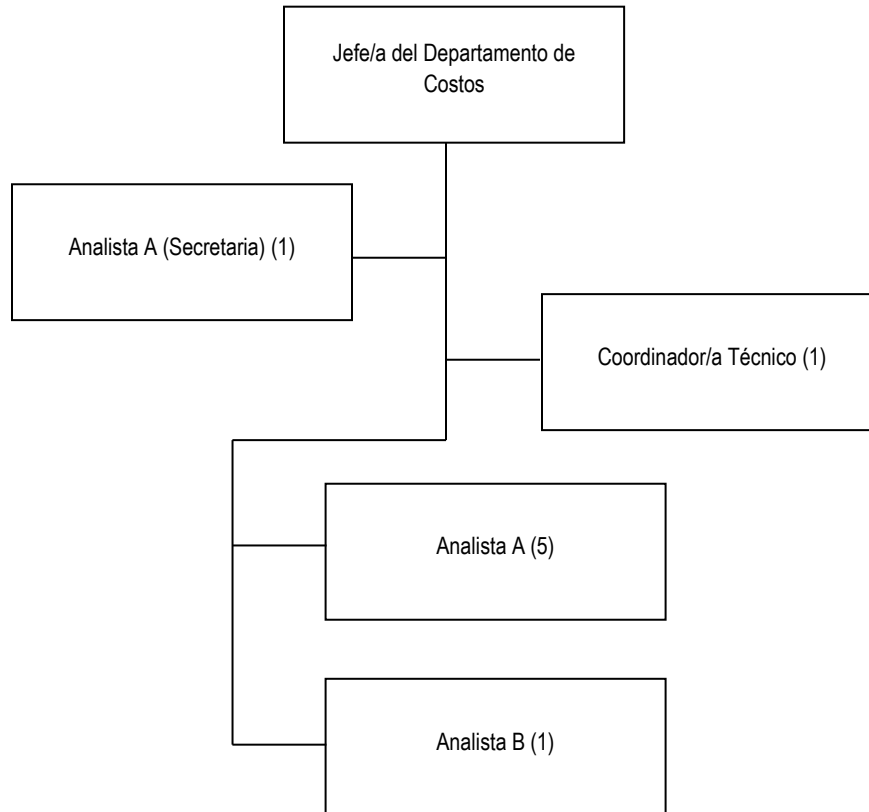 Jefe/a del Departamento de
Costos
Analista A (Secretaria) (1)
Coordinador/a Técnico (1)
Analista A (5)
Analista B (1)